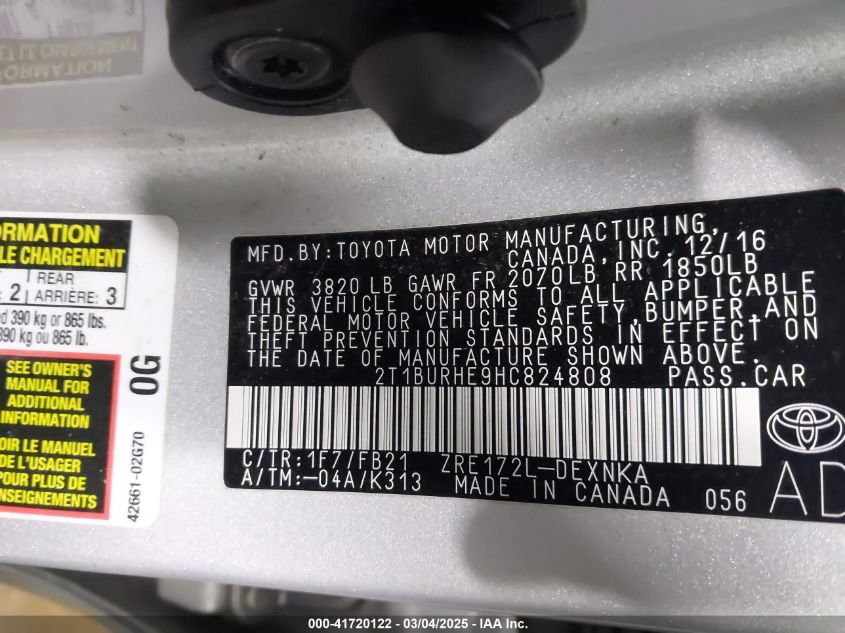 ET LE CHARGEMENT
ORMATION
LE CHARGEMENT
REAR
2 ARRIÈRE: 3
390 kg or 865 lbs.
390 kg ou 865 lb.
SEE OWNER'S
MANUAL FOR
ADDITIONAL
INFORMATION
OIR LE MANUEL
DE L'USAGER
POUR PLUS DE
ENSEIGNEMENTS
0G
42661-02G70
MFD.BY:TOYOTA MOTOR MANUFACTURING,
CANADA,INC. 12/16
GVWR 3820 LB GAWR FR 2070LB RR 1850LB
THIS VEHICLE CONFORMS TO ALL APPLICABLE
FEDERAL MOTOR VEHICLE SAFETY,BUMPER,AND
THEFT PREVENTION STANDARDS IN EFFECT ON
THE DATE OF MANUFACTURE SHOWN ABOVE.
2T1BURHE9HC824808 PASS.CAR
C/TR:1F7/FB21 ZRE172L-DEXNKA
A/TM:-04A/K313 MADE IN CANADA 056
TOYOTA
AD
000-41720122 - 03/04/2025 - IAA Inc.